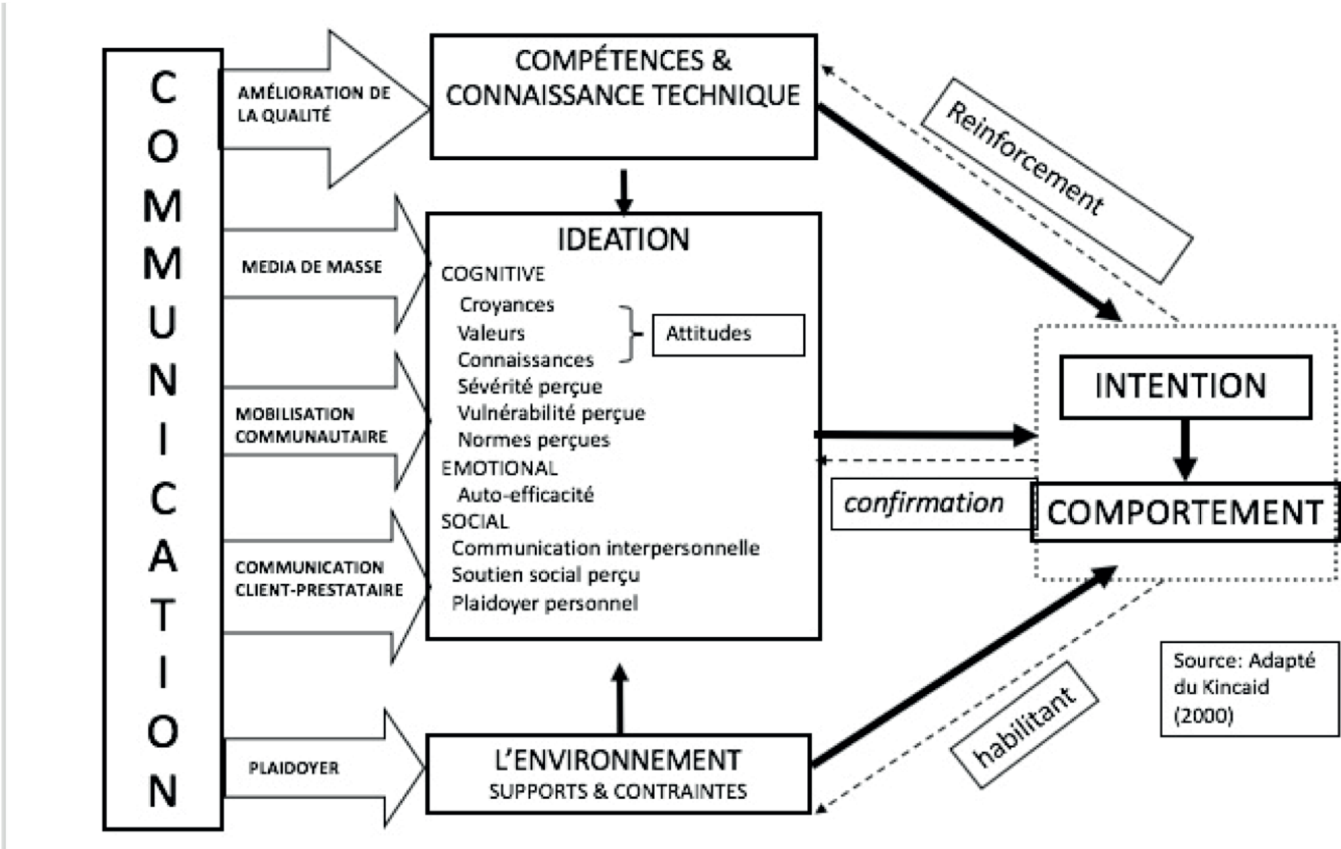 COMMUNICATION
AMÉLIORATION DE
LA QUALITÉ
MEDIA DE MASSE
MOBILISATION
COMMUNAUTAIRE
COMMUNICATION
CLIENT-PRESTATAIRE
PLAIDOYER
COMPÉTENCES &
CONNAISSANCE TECHNIQUE
IDEATION
COGNITIVE
Croyances
Valeurs
Connaissances
Attitudes
Sévérité perçue
Vulnérabilité perçue
Normes perçues
EMOTIONAL
Auto-efficacité
SOCIAL
Communication interpersonnelle
Soutien social perçu
Plaidoyer personnel
L’ENVIRONNEMENT
SUPPORTS & CONTRAINTES
Reinforcement
confirmation
habilitant
INTENTION
COMPORTEMENT
Source: Adapté
du Kincaid
(2000)